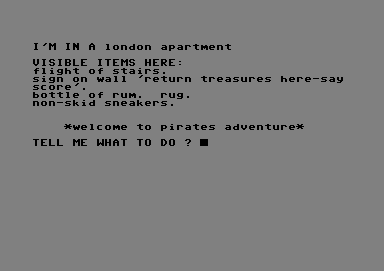 I'M IN A london apartment
VISIBLE ITEMS HERE:
flight of stairs.
sign on wall 'return treasures here-say
score'.
bottle of rum.  rug.
non-skid sneakers.
*welcome to pirates adventure*
TELL ME WHAT TO DO ?